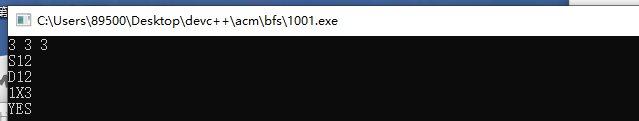 C:\Users\89500\Desktop\devc++\acm\bfs\1001.exe
3 3 3
S12
D12
1X3
YES